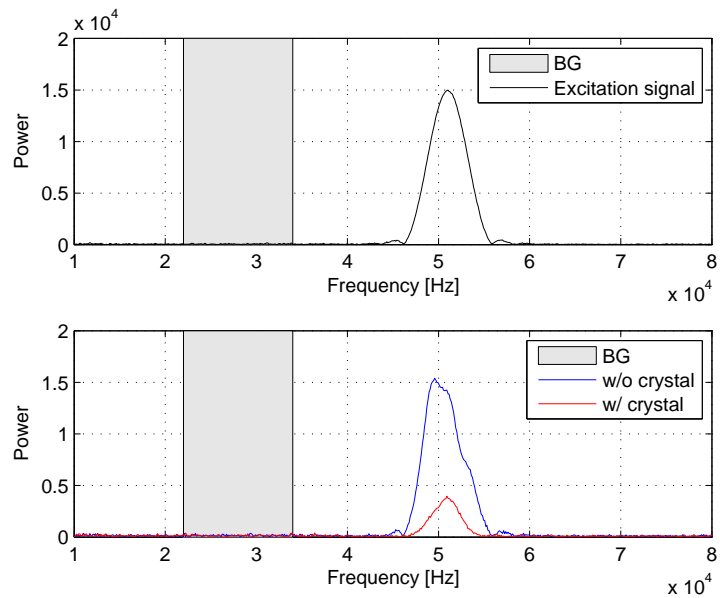 x 10^4
2
1.5
1
0.5
0
Power
BG
Excitation signal
1 2 3 4 5 6 7 8
Frequency [Hz]
x 10^4
2
1.5
1
0.5
0
Power
BG
w/o crystal
w/ crystal
1 2 3 4 5 6 7 8
Frequency [Hz]
x 10^4